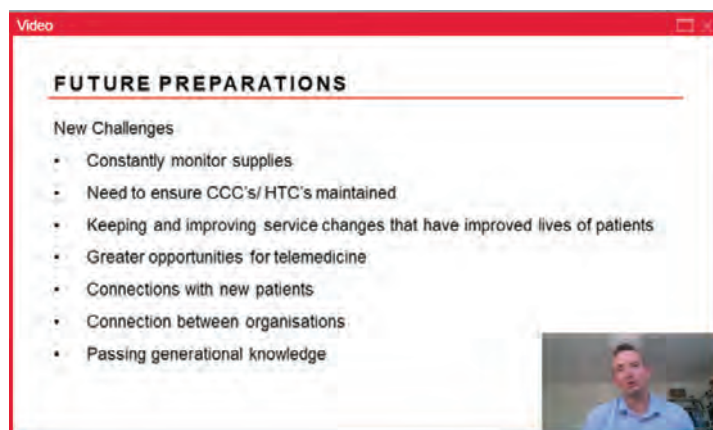 Video
FUTURE PREPARATIONS
New Challenges
• Constantly monitor supplies
• Need to ensure CCC's/ HTC's maintained
• Keeping and improving service changes that have improved lives of patients
• Greater opportunities for telemedicine
• Connections with new patients
• Connection between organisations
• Passing generational knowledge